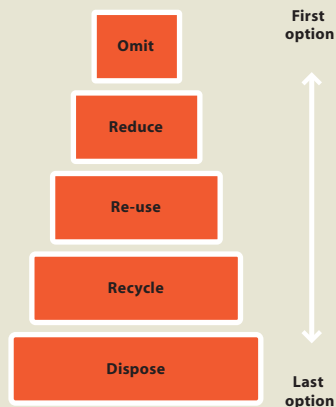 First
option
Omit
Reduce
Re-use
Recycle
Dispose
Last
option